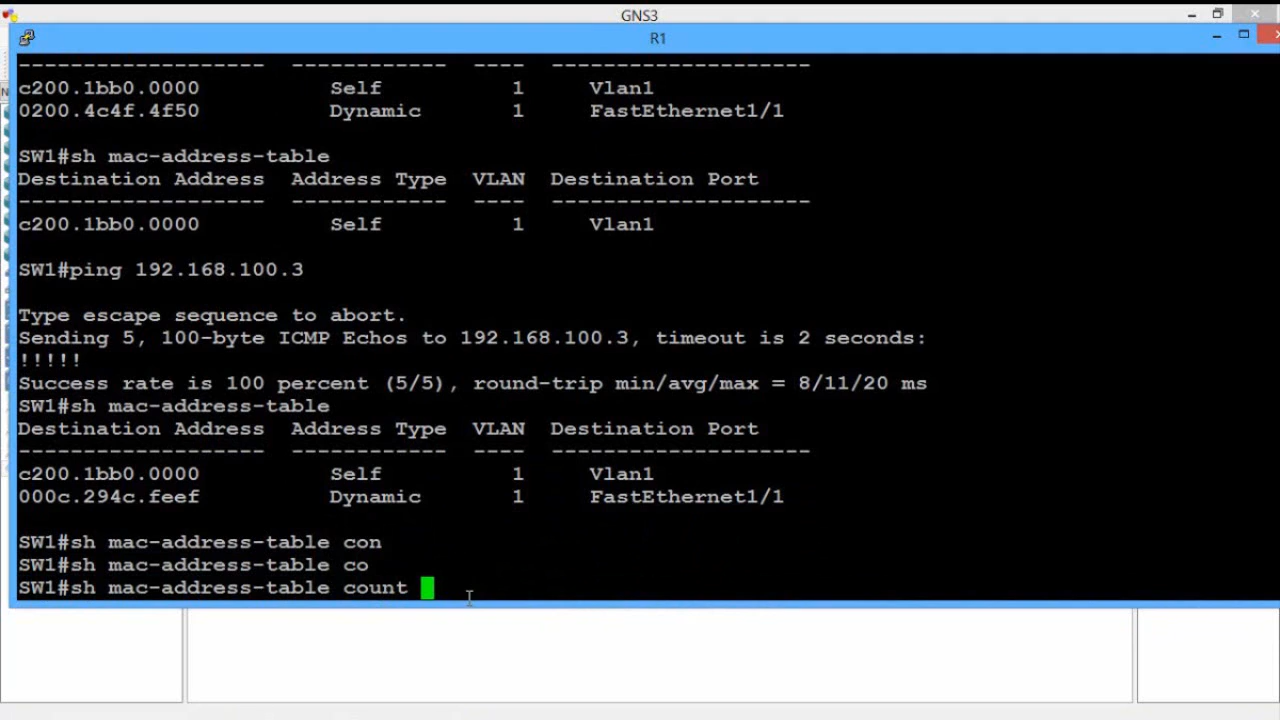 GNS3
R1
------------------- ------------ ---- --------------------
c200.1bb0.0000 Self 1 Vlan1
0200.4c4f.4f50 Dynamic 1 FastEthernet1/1
SW1#sh mac-address-table
Destination Address Address Type VLAN Destination Port
------------------- ------------ ---- --------------------
c200.1bb0.0000 Self 1 Vlan1
SW1#ping 192.168.100.3
Type escape sequence to abort.
Sending 5, 100-byte ICMP Echos to 192.168.100.3, timeout is 2 seconds:
!!!!!
Success rate is 100 percent (5/5), round-trip min/avg/max = 8/11/20 ms
SW1#sh mac-address-table
Destination Address Address Type VLAN Destination Port
------------------- ------------ ---- --------------------
c200.1bb0.0000 Self 1 Vlan1
000c.294c.feef Dynamic 1 FastEthernet1/1
SW1#sh mac-address-table con
SW1#sh mac-address-table co
SW1#sh mac-address-table count